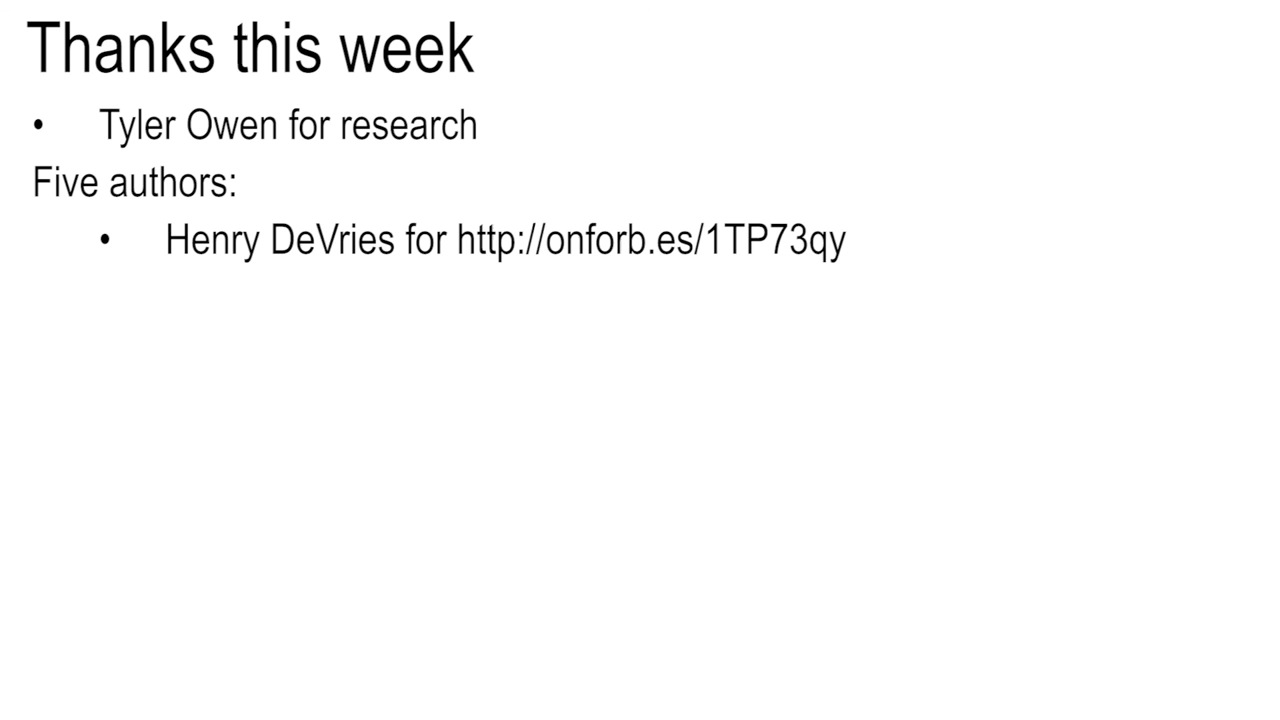 Thanks this week
• Tyler Owen for research
Five authors:
• Henry DeVries for http://onforb.es/1TP73qy